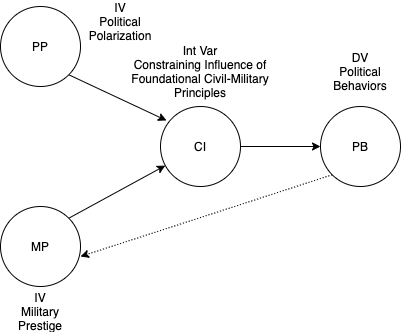 IV
Political
Polarization
PP
Int Var
Constraining Influence of
Foundational Civil-Military
Principles
DV
Political
Behaviors
CI
PB
MP
IV
Military
Prestige